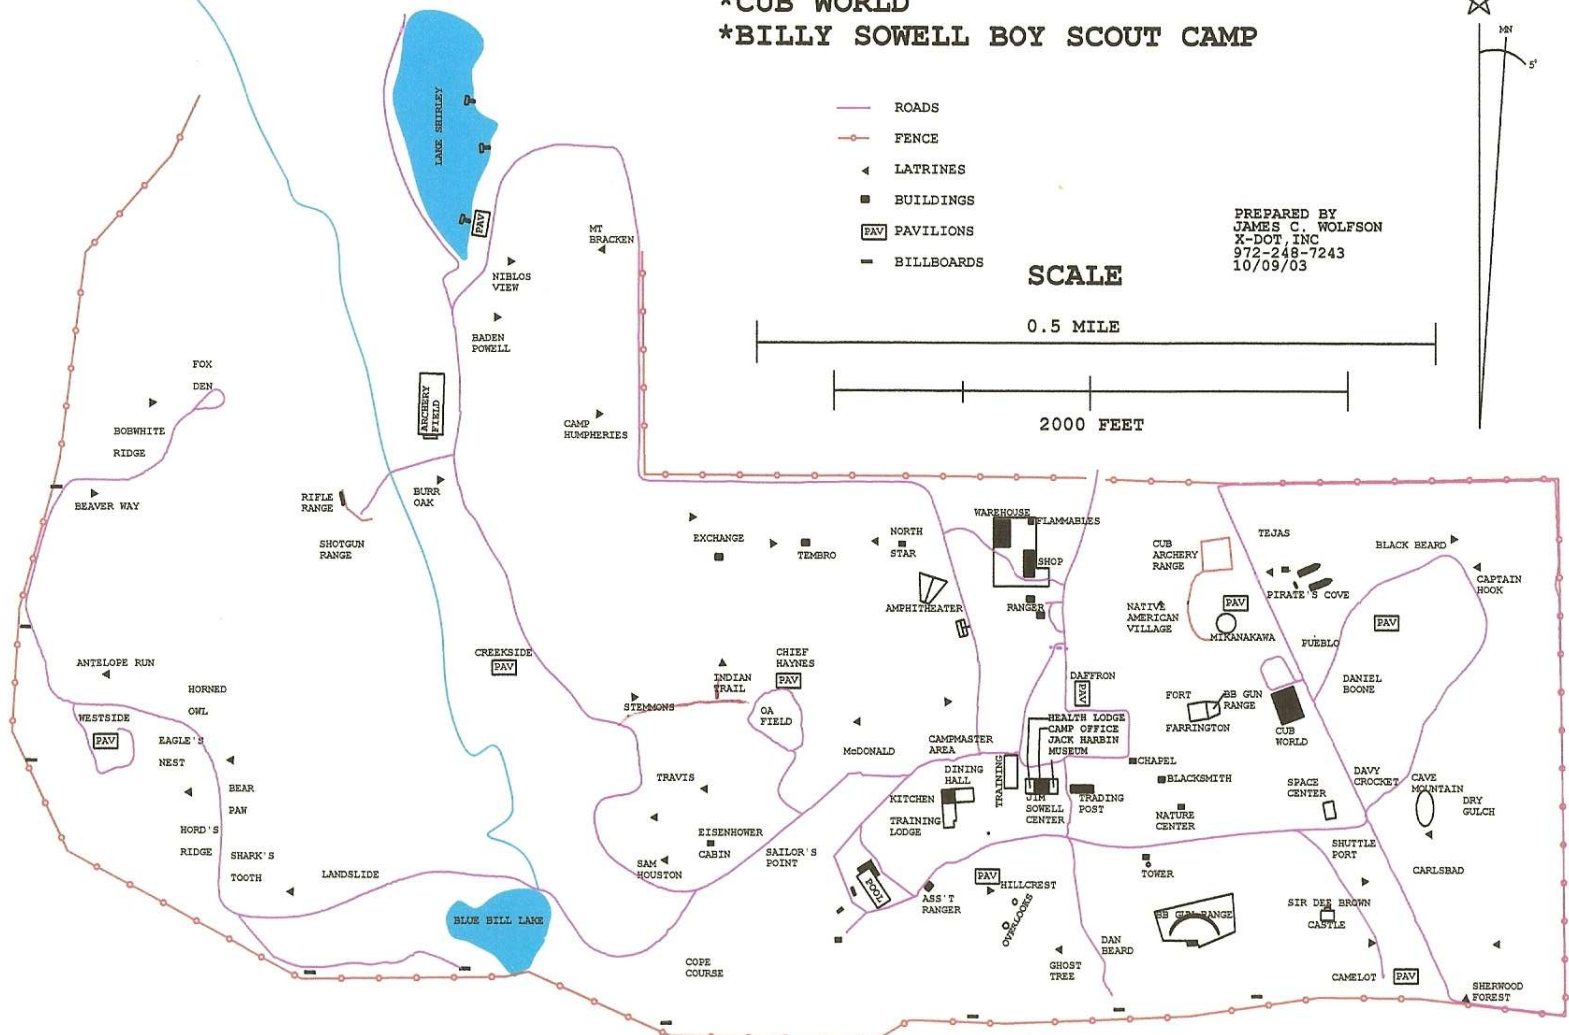 *CUB WORLD
*BILLY SOWELL BOY SCOUT CAMP
MN
5°
ROADS
FENCE
LATRINES
BUILDINGS
PAV PAVILIONS
BILLBOARDS
PREPARED BY
JAMES C. WOLFSON
X-DOT,INC
972-248-7243
10/09/03
SCALE
0.5 MILE
2000 FEET
LAKE SHIRLEY
PAV
MT
BRACKEN
NIBLOS
VIEW
BADEN
POWELL
ARCHERY
FIELD
CAMP
HUMPHERIES
FOX
DEN
BOBWHITE
RIDGE
BEAVER WAY
RIFLE
RANGE
BURR
OAK
SHOTGUN
RANGE
EXCHANGE
TEMBRO
NORTH
STAR
WAREHOUSE
FLAMMABLES
SHOP
AMPHITHEATER
RANGER
CUB
ARCHERY
RANGE
TEJAS
BLACK BEARD
CAPTAIN
HOOK
PIRATE'S COVE
NATIVE
AMERICAN
VILLAGE
PAV
MIKANAKAWA
PUEBLO
PAV
DANIEL
BOONE
ANTELOPE RUN
HORNED
OWL
WESTSIDE
PAV
EAGLE'S
NEST
BEAR
PAW
HORD'S
RIDGE
SHARK'S
TOOTH
LANDSLIDE
CREEKSIDE
PAV
STEMMONS
INDIAN
TRAIL
CHIEF
HAYNES
PAV
OA
FIELD
McDONALD
CAMPMASTER
AREA
DAFFRON
PAV
HEALTH LODGE
CAMP OFFICE
JACK HARBIN
MUSEUM
FORT
FARRINGTON
BB GUN
RANGE
CUB
WORLD
CHAPEL
BLACKSMITH
NATURE
CENTER
TRADING
POST
JIM
SOWELL
CENTER
TRAINING
DINING
HALL
KITCHEN
TRAINING
LODGE
TRAVIS
EISENHOWER
CABIN
SAM
HOUSTON
SAILOR'S
POINT
SPACE
CENTER
DAVY
CROCKET
CAVE
MOUNTAIN
DRY
GULCH
SHUTTLE
PORT
CARLSBAD
POOL
ASS'T
RANGER
PAV
HILLCREST
OVERLOOKS
TOWER
BB GUN RANGE
SIR DEE BROWN
CASTLE
BLUE BILL LAKE
COPE
COURSE
GHOST
TREE
DAN
BEARD
CAMELOT
PAV
SHERWOOD
FOREST